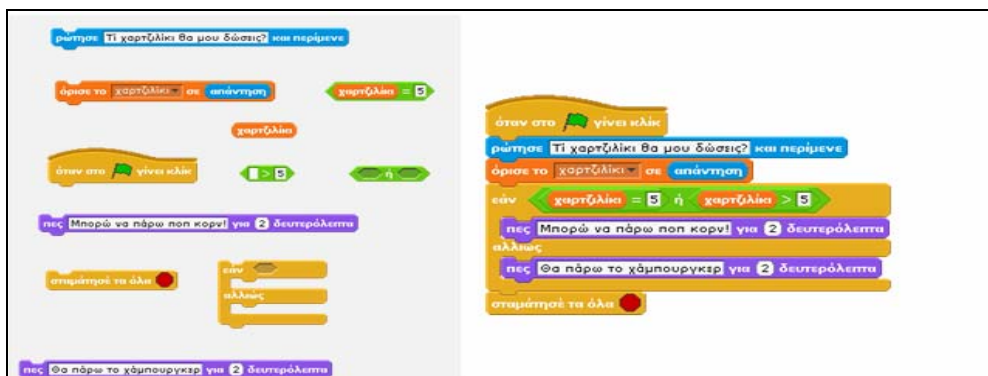 ρώτησε Τί χαρτζιλίκι θα μου δώσεις? και περίμενε
όρισε το χαρτζιλίκι σε απάντηση
χαρτζιλίκι = 5
χαρτζιλίκι
όταν στο γίνει κλικ
> 5
ή
πες Μπορώ να πάρω ποπ κορν! για 2 δευτερόλεπτα
σταμάτησέ τα όλα
εάν
αλλιώς
πες Θα πάρω το χάμπουργκερ για 2 δευτερόλεπτα
όταν στο γίνει κλικ
ρώτησε Τί χαρτζιλίκι θα μου δώσεις? και περίμενε
όρισε το χαρτζιλίκι σε απάντηση
εάν χαρτζιλίκι = 5 ή χαρτζιλίκι > 5
πες Μπορώ να πάρω ποπ κορν! για 2 δευτερόλεπτα
αλλιώς
πες Θα πάρω το χάμπουργκερ για 2 δευτερόλεπτα
σταμάτησέ τα όλα